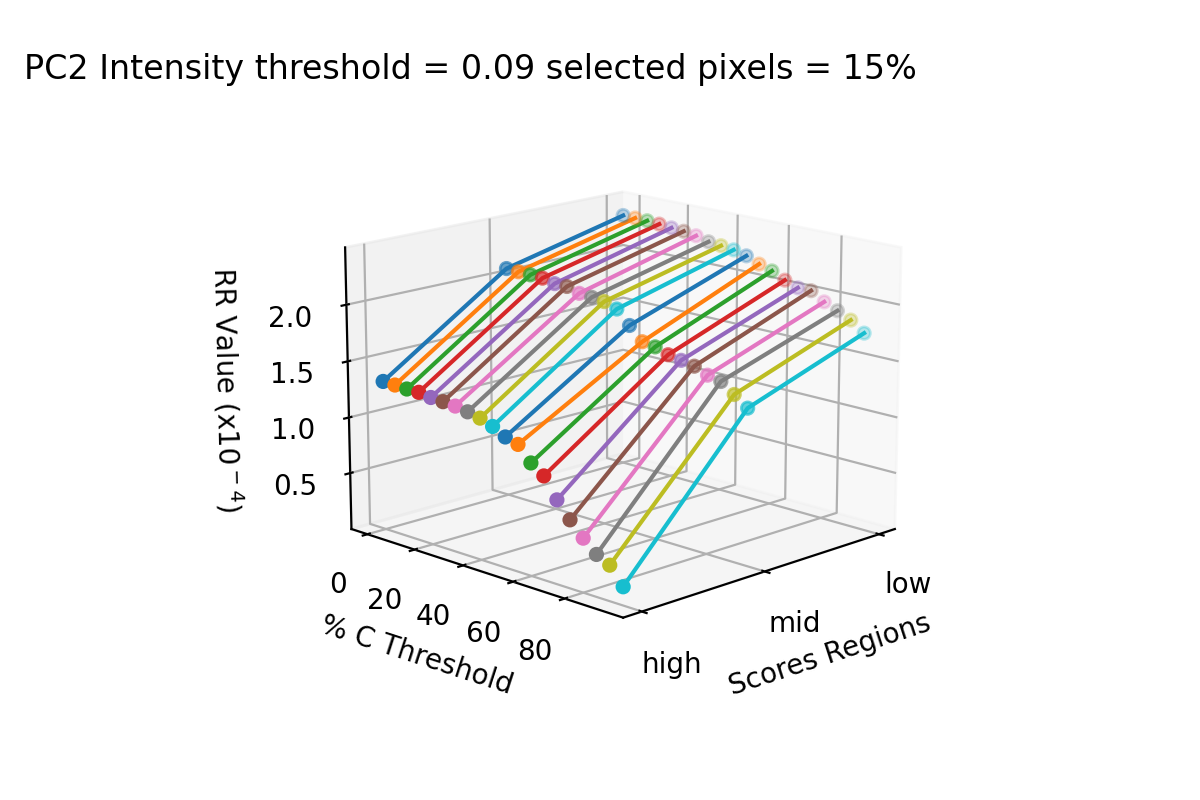 PC2 Intensity threshold = 0.09 selected pixels = 15%
RR Value (x10⁻⁴)
2.0
1.5
1.0
0.5
0
20
40
60
80
% C Threshold
high
mid
low
Scores Regions